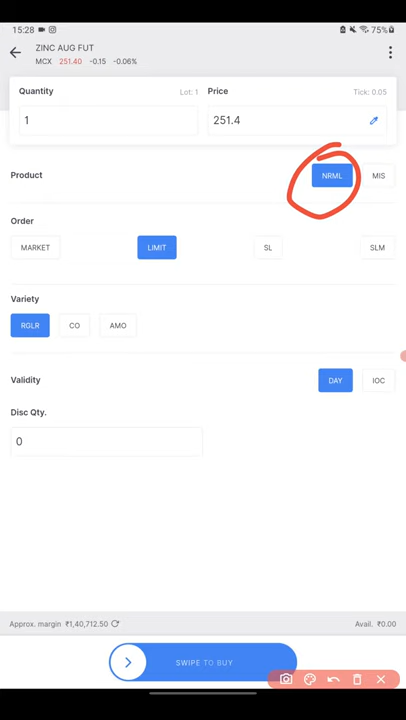 15:28 75%
ZINC AUG FUT
MCX 251.40 -0.15 -0.06%
Quantity Lot: 1 Price Tick: 0.05
1 251.4
Product NRML MIS
Order
MARKET LIMIT SL SLM
Variety
RGLR CO AMO
Validity DAY IOC
Disc Qty.
0
Approx. margin ₹1,40,712.50 Avail. ₹0.00
SWIPE TO BUY